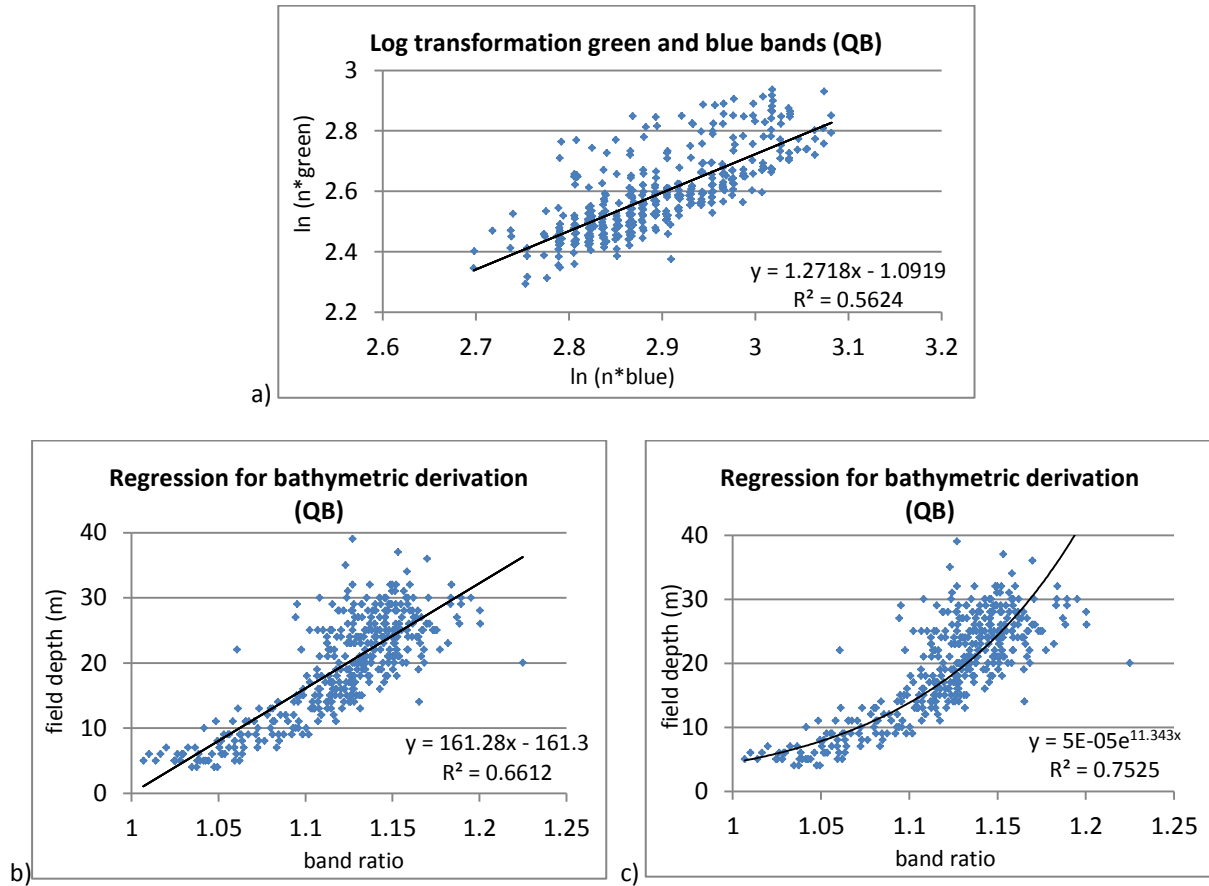 Log transformation green and blue bands (QB)
3
2.8
2.6
2.4
2.2
ln (n*green)
y = 1.2718x - 1.0919
R² = 0.5624
2.6 2.7 2.8 2.9 3 3.1 3.2
ln (n*blue)
a)
Regression for bathymetric derivation
(QB)
40
30
20
10
0
field depth (m)
y = 161.28x - 161.3
R² = 0.6612
1 1.05 1.1 1.15 1.2 1.25
band ratio
b)
Regression for bathymetric derivation
(QB)
40
30
20
10
0
field depth (m)
y = 5E-05e^11.343x
R² = 0.7525
1 1.05 1.1 1.15 1.2 1.25
band ratio
c)